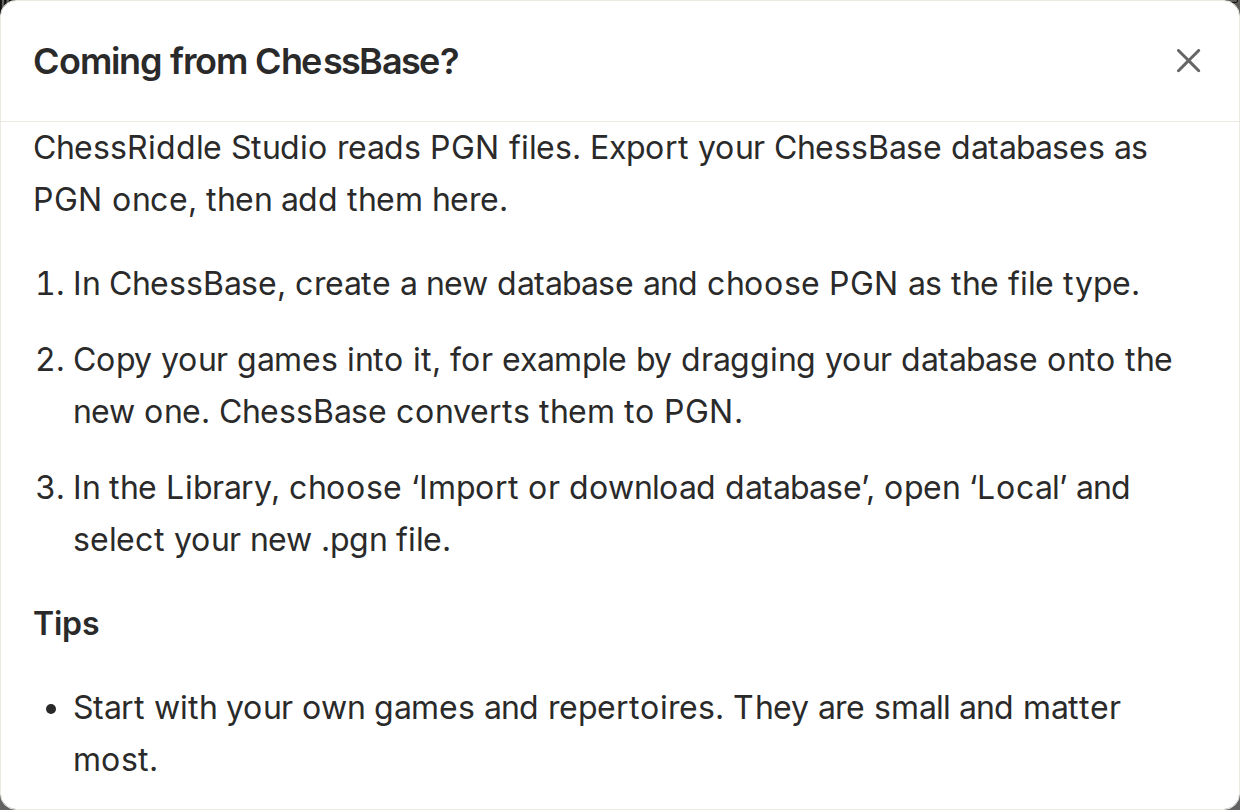 Coming from ChessBase?
ChessRiddle Studio reads PGN files. Export your ChessBase databases as
PGN once, then add them here.
1. In ChessBase, create a new database and choose PGN as the file type.
2. Copy your games into it, for example by dragging your database onto the
new one. ChessBase converts them to PGN.
3. In the Library, choose ‘Import or download database’, open ‘Local’ and
select your new .pgn file.
Tips
• Start with your own games and repertoires. They are small and matter
most.